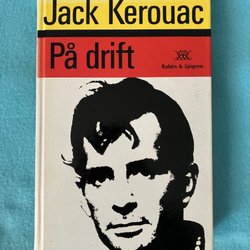 Jack Kerouac
På drift
Rabén & Sjögren